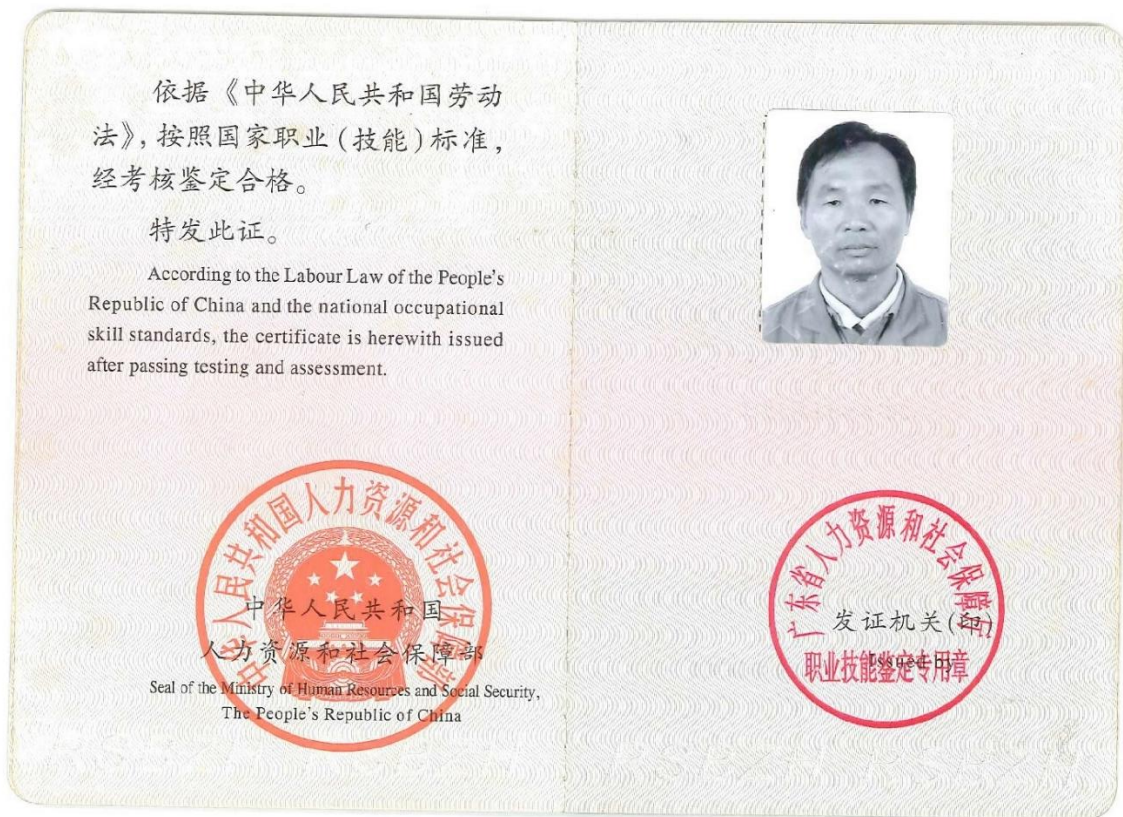 依据《中华人民共和国劳动
法》,按照国家职业(技能)标准,
经考核鉴定合格。
特发此证。
According to the Labour Law of the People's
Republic of China and the national occupational
skill standards, the certificate is herewith issued
after passing testing and assessment.
中华人民共和国人力资源和社会保障部
中华人民共和国
人力资源和社会保障部
Seal of the Ministry of Human Resources and Social Security,
The People's Republic of China
广东省人力资源和社会保障厅
发证机关(印)
Issued by
职业技能鉴定专用章